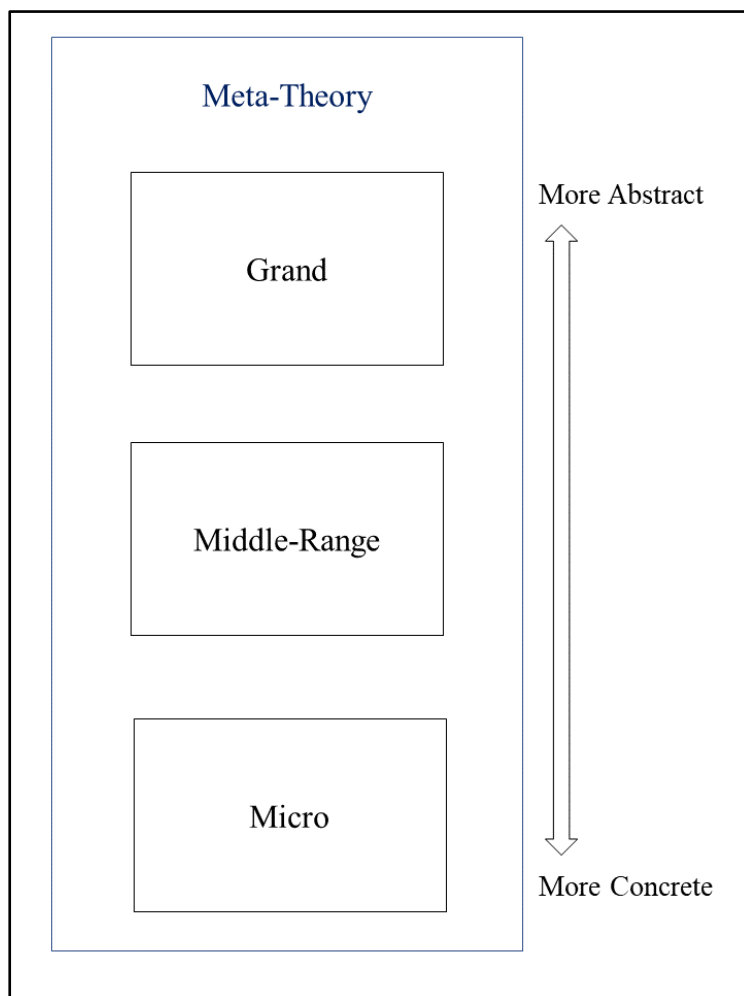 Meta-Theory
More Abstract
Grand
Middle-Range
Micro
More Concrete